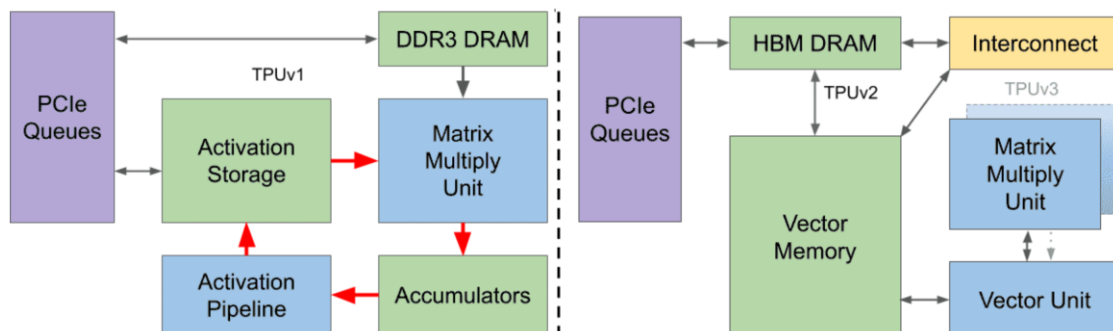 PCIe
Queues
DDR3 DRAM
TPUv1
Activation
Storage
Matrix
Multiply
Unit
Activation
Pipeline
Accumulators
PCIe
Queues
HBM DRAM
Interconnect
TPUv2
TPUv3
Matrix
Multiply
Unit
Vector
Memory
Vector Unit